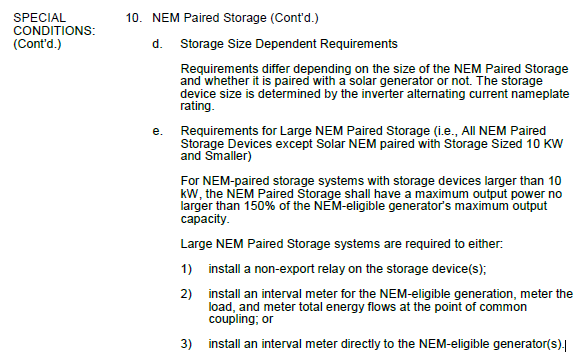 SPECIAL CONDITIONS: (Cont'd.)
10. NEM Paired Storage (Cont'd.)
d. Storage Size Dependent Requirements
Requirements differ depending on the size of the NEM Paired Storage
and whether it is paired with a solar generator or not. The storage
device size is determined by the inverter alternating current nameplate
rating.
e. Requirements for Large NEM Paired Storage (i.e., All NEM Paired
Storage Devices except Solar NEM paired with Storage Sized 10 KW
and Smaller)
For NEM-paired storage systems with storage devices larger than 10
kW, the NEM Paired Storage shall have a maximum output power no
larger than 150% of the NEM-eligible generator's maximum output
capacity.
Large NEM Paired Storage systems are required to either:
1) install a non-export relay on the storage device(s);
2) install an interval meter for the NEM-eligible generation, meter the
load, and meter total energy flows at the point of common
coupling; or
3) install an interval meter directly to the NEM-eligible generator(s).